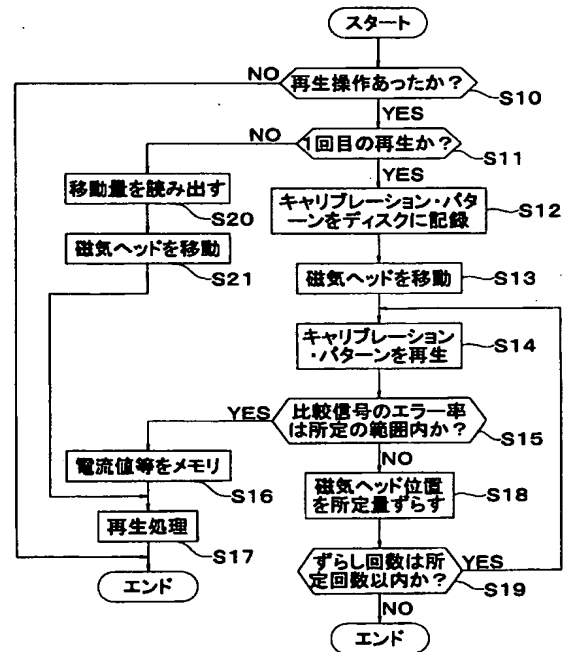 スタート
NO
再生操作あったか?
S10
YES
NO
1回目の再生か?
S11
YES
移動量を読み出す
S20
キャリブレーション・パタ
ーンをディスクに記録
S12
磁気ヘッドを移動
S21
磁気ヘッドを移動
S13
キャリブレーション
・パターンを再生
S14
YES
比較信号のエラー率
は所定の範囲内か?
S15
NO
電流値等をメモリ
S16
磁気ヘッド位置
を所定量ずらす
S18
再生処理
S17
ずらし回数は所
定回数以内か?
YES
S19
エンド
NO
エンド